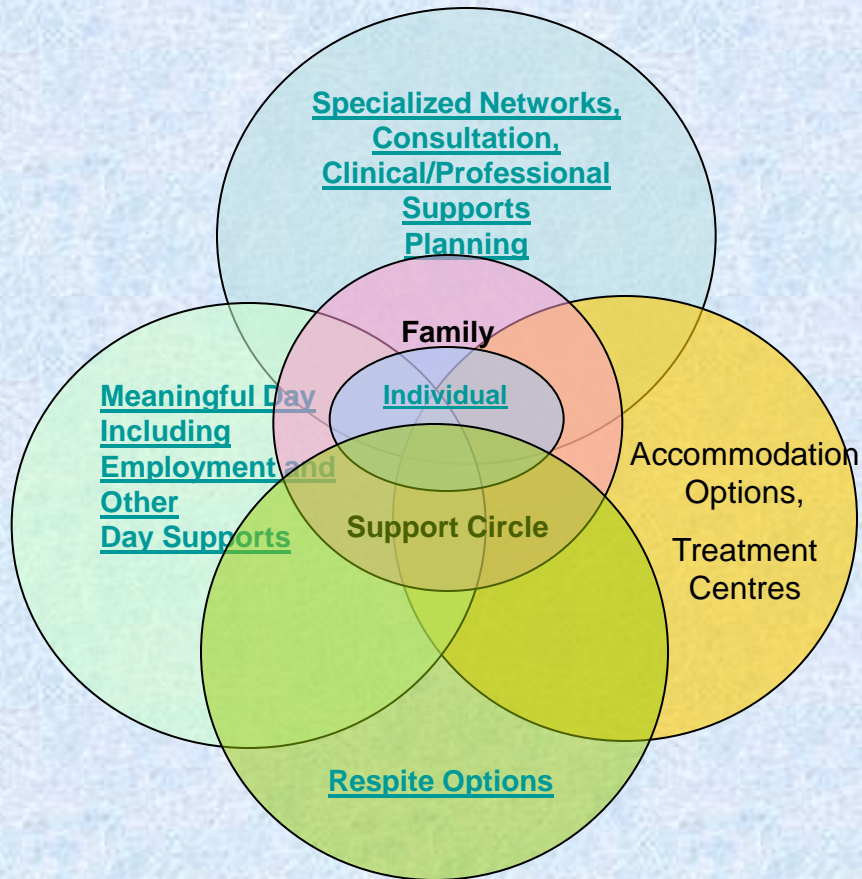 Specialized Networks,
Consultation,
Clinical/Professional
Supports
Planning
Family
Individual
Meaningful Day
Including
Employment and
Other
Day Supports
Accommodation
Options,
Treatment
Centres
Support Circle
Respite Options